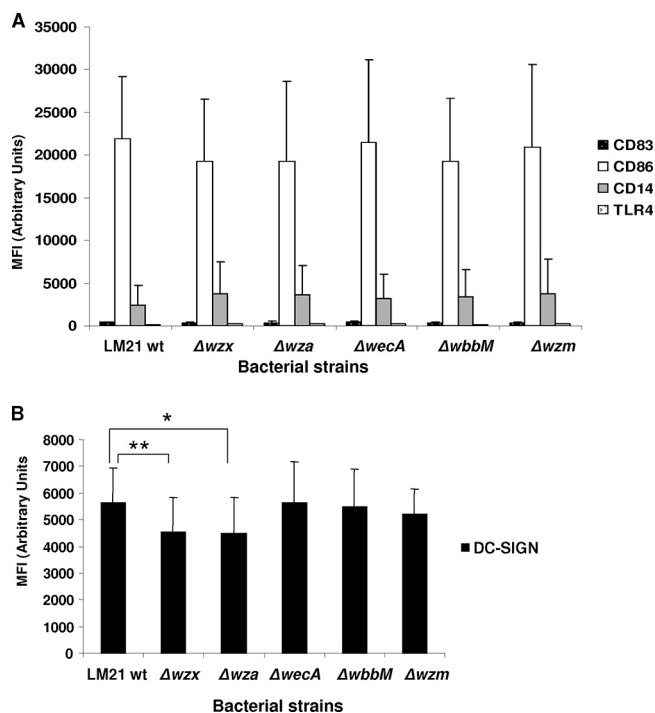 A
MFI (Arbitrary Units)
35000
30000
25000
20000
15000
10000
5000
0
CD83
CD86
CD14
TLR4
LM21 wt Δwzx Δwza ΔwecA ΔwbbM Δwzm
Bacterial strains
B
MFI (Arbitrary Units
8000
7000
6000
5000
4000
3000
2000
1000
0
*
**
DC-SIGN
LM21 wt Δwzx Δwza ΔwecA ΔwbbM Δwzm
Bacterial strains